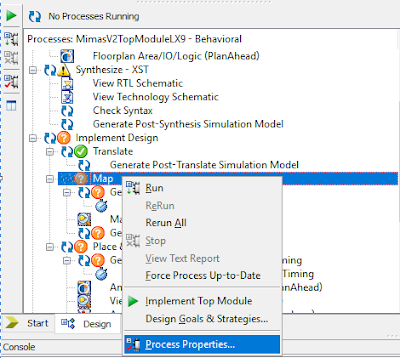 No Processes Running
Processes: MimasV2TopModuleLX9 - Behavioral
Floorplan Area/IO/Logic (PlanAhead)
Synthesize - XST
View RTL Schematic
View Technology Schematic
Check Syntax
Generate Post-Synthesis Simulation Model
Implement Design
Translate
Generate Post-Translate Simulation Model
Map
Run
Ge
ReRun
Rerun All
Ma
Stop
Ge
View Text Report
Place &
Force Process Up-to-Date
Ge
ing
Timing
Implement Top Module
An
Ahead)
Design Goals & Strategies...
Vie
)
Start
Design
Process Properties...
Console